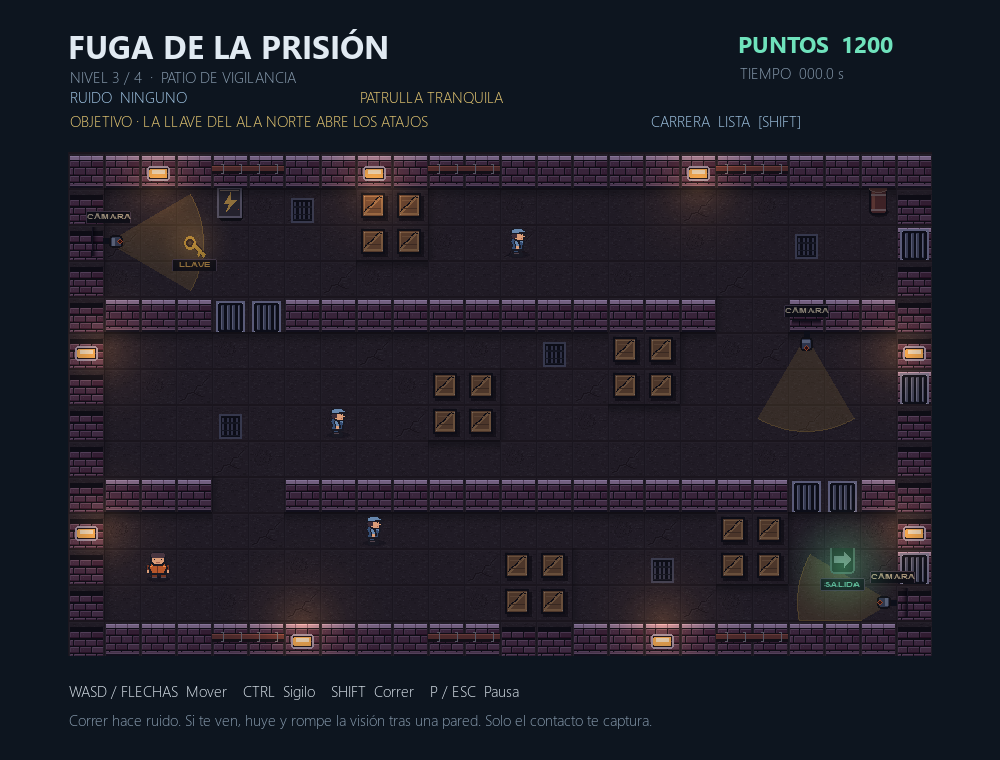 FUGA DE LA PRISIÓN
PUNTOS 1200
NIVEL 3 / 4 · PATIO DE VIGILANCIA
TIEMPO 000.0 s
RUIDO NINGUNO
PATRULLA TRANQUILA
OBJETIVO · LA LLAVE DEL ALA NORTE ABRE LOS ATAJOS
CARRERA LISTA [SHIFT]
CÁMARA
LLAVE
CÁMARA
CÁMARA
SALIDA
WASD / FLECHAS Mover CTRL Sigilo SHIFT Correr P / ESC Pausa
Correr hace ruido. Si te ven, huye y rompe la visión tras una pared. Solo el contacto te captura.